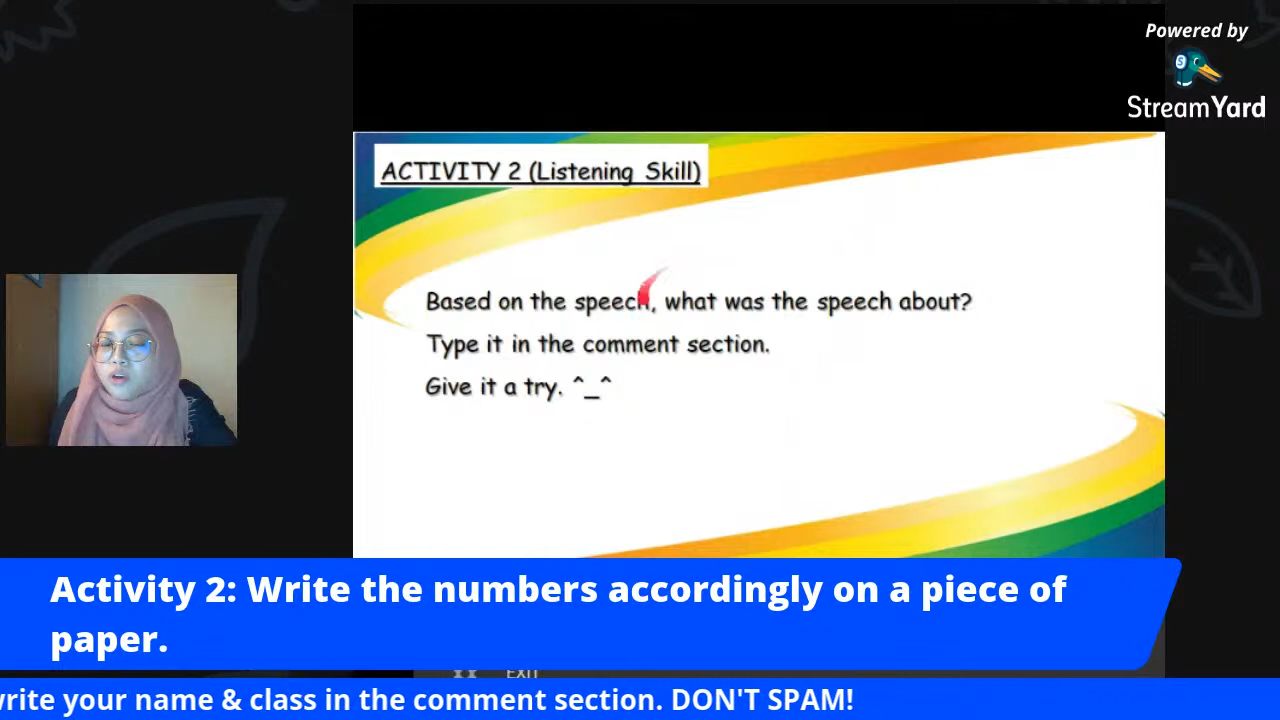 Powered by
StreamYard
ACTIVITY 2 (Listening Skill)
Based on the speech, what was the speech about?
Type it in the comment section.
Give it a try. ^_^
Activity 2: Write the numbers accordingly on a piece of
paper.
Exit
write your name & class in the comment section. DON'T SPAM!